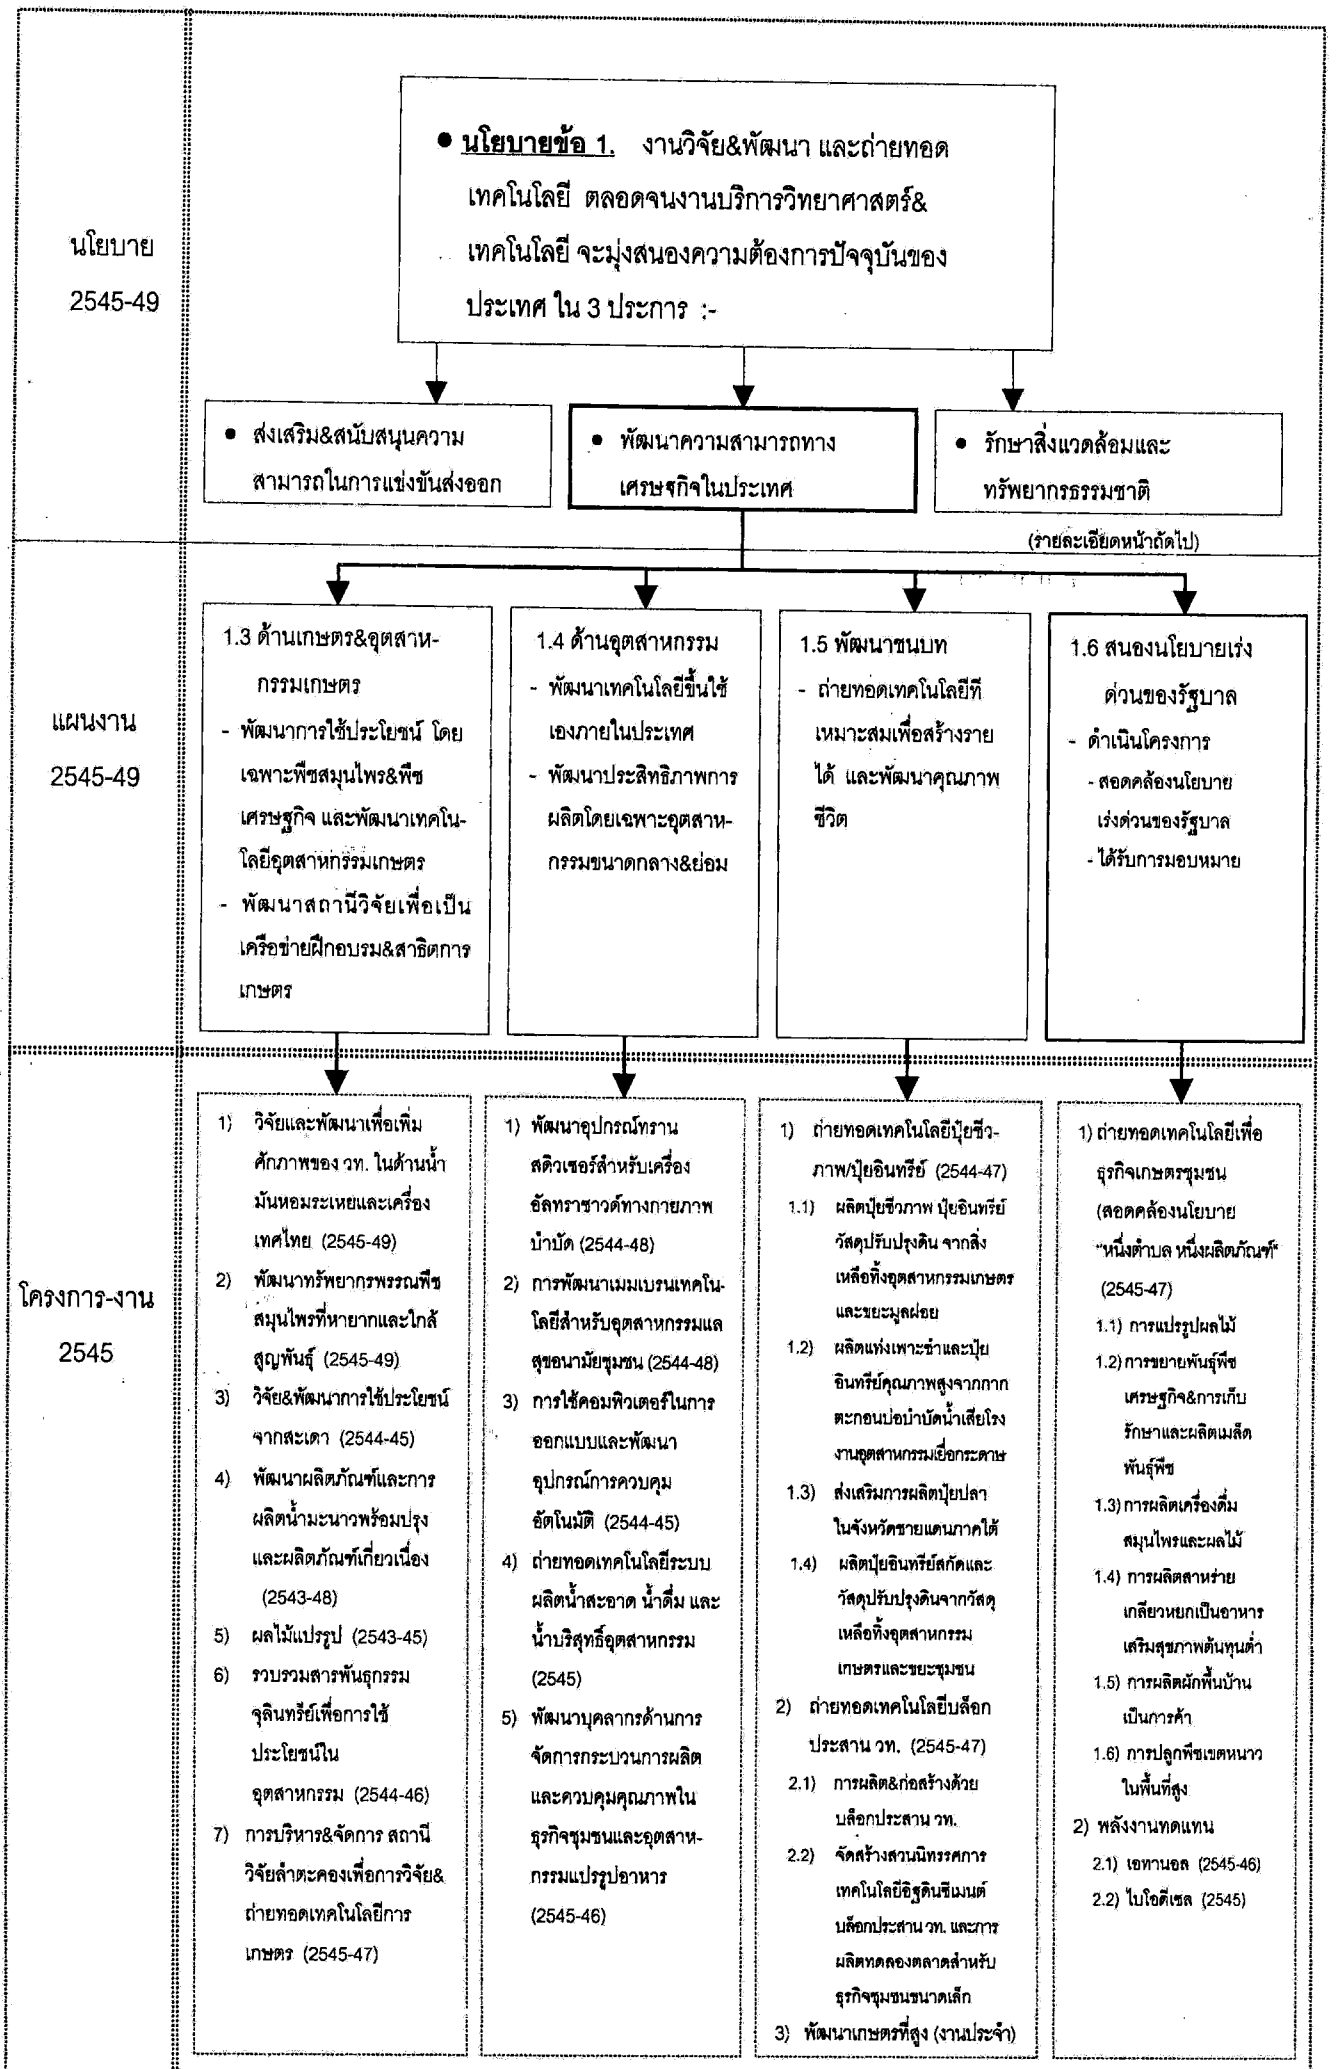 นโยบาย
2545-49
● นโยบายข้อ 1. งานวิจัย&พัฒนา และถ่ายทอด
เทคโนโลยี ตลอดจนงานบริการวิทยาศาสตร์&
เทคโนโลยี จะมุ่งสนองความต้องการปัจจุบันของ
ประเทศ ใน 3 ประการ :-
● ส่งเสริม&สนับสนุนความ
สามารถในการแข่งขันส่งออก
● พัฒนาความสามารถทาง
เศรษฐกิจในประเทศ
● รักษาสิ่งแวดล้อมและ
ทรัพยากรธรรมชาติ
(รายละเอียดหน้าถัดไป)
แผนงาน
2545-49
1.3 ด้านเกษตร&อุตสาห-
กรรมเกษตร
- พัฒนาการใช้ประโยชน์ โดย
เฉพาะพืชสมุนไพร&พืช
เศรษฐกิจ และพัฒนาเทคโน-
โลยีอุตสาหกรรมเกษตร
- พัฒนาสถานีวิจัยเพื่อเป็น
เครือข่ายฝึกอบรม&สาธิตการ
เกษตร
1.4 ด้านอุตสาหกรรม
- พัฒนาเทคโนโลยีขึ้นใช้
เองภายในประเทศ
- พัฒนาประสิทธิภาพการ
ผลิตโดยเฉพาะอุตสาห-
กรรมขนาดกลาง&ย่อม
1.5 พัฒนาชนบท
- ถ่ายทอดเทคโนโลยีที่
เหมาะสมเพื่อสร้างราย
ได้ และพัฒนาคุณภาพ
ชีวิต
1.6 สนองนโยบายเร่ง
ด่วนของรัฐบาล
- ดำเนินโครงการ
- สอดคล้องนโยบาย
เร่งด่วนของรัฐบาล
- ได้รับการมอบหมาย
โครงการ-งาน
2545
1) วิจัยและพัฒนาเพื่อเพิ่ม
ศักภาพของ วท. ในด้านน้ำ
มันหอมระเหยและเครื่อง
เทศไทย (2545-49)
2) พัฒนาทรัพยากรพรรณพืช
สมุนไพรที่หายากและใกล้
สูญพันธุ์ (2545-49)
3) วิจัย&พัฒนาการใช้ประโยชน์
จากสะเดา (2544-45)
4) พัฒนาผลิตภัณฑ์และการ
ผลิตน้ำมะนาวพร้อมปรุง
และผลิตภัณฑ์เกี่ยวเนื่อง
(2543-48)
5) ผลไม้แปรรูป (2543-45)
6) รวบรวมสารพันธุกรรม
จุลินทรีย์เพื่อการใช้
ประโยชน์ใน
อุตสาหกรรม (2544-46)
7) การบริหาร&จัดการ สถานี
วิจัยลำตะคองเพื่อการวิจัย&
ถ่ายทอดเทคโนโลยีการ
เกษตร (2545-47)
1) พัฒนาอุปกรณ์ทราน
สดิวเซอร์สำหรับเครื่อง
อัลทราซาวด์ทางกายภาพ
บำบัด (2544-48)
2) การพัฒนาเมมเบรนเทคโน-
โลยีสำหรับอุตสาหกรรมแล
สุขอนามัยชุมชน (2544-48)
3) การใช้คอมพิวเตอร์ในการ
ออกแบบและพัฒนา
อุปกรณ์การควบคุม
อัตโนมัติ (2544-45)
4) ถ่ายทอดเทคโนโลยีระบบ
ผลิตน้ำสะอาด น้ำดื่ม และ
น้ำบริสุทธิ์อุตสาหกรรม
(2545)
5) พัฒนาบุคลากรด้านการ
จัดการกระบวนการผลิต
และควบคุมคุณภาพใน
ธุรกิจชุมชนและอุตสาห-
กรรมแปรรูปอาหาร
(2545-46)
1) ถ่ายทอดเทคโนโลยีปุ๋ยชีว-
ภาพ/ปุ๋ยอินทรีย์ (2544-47)
1.1) ผลิตปุ๋ยชีวภาพ ปุ๋ยอินทรีย์
วัสดุปรับปรุงดิน จากสิ่ง
เหลือทิ้งอุตสาหกรรมเกษตร
และขยะมูลฝอย
1.2) ผลิตแท่งเพาะชำและปุ๋ย
อินทรีย์คุณภาพสูงจากกาก
ตะกอนบ่อบำบัดน้ำเสียโรง
งานอุตสาหกรรมเยื่อกระดาษ
1.3) ส่งเสริมการผลิตปุ๋ยปลา
ในจังหวัดชายแดนภาคใต้
1.4) ผลิตปุ๋ยอินทรีย์สกัดและ
วัสดุปรับปรุงดินจากวัสดุ
เหลือทิ้งอุตสาหกรรม
เกษตรและขยะชุมชน
2) ถ่ายทอดเทคโนโลยีบล็อก
ประสาน วท. (2545-47)
2.1) การผลิต&ก่อสร้างด้วย
บล็อกประสาน วท.
2.2) จัดสร้างสวนนิทรรศการ
เทคโนโลยีอิฐดินซีเมนต์
บล็อกประสาน วท. และการ
ผลิตทดลองตลาดสำหรับ
ธุรกิจชุมชนขนาดเล็ก
3) พัฒนาเกษตรที่สูง (งานประจำ)
1) ถ่ายทอดเทคโนโลยีเพื่อ
ธุรกิจเกษตรชุมชน
(สอดคล้องนโยบาย
"หนึ่งตำบล หนึ่งผลิตภัณฑ์"
(2545-47)
1.1) การแปรรูปผลไม้
1.2) การขยายพันธุ์พืช
เศรษฐกิจ&การเก็บ
รักษาและผลิตเมล็ด
พันธุ์พืช
1.3) การผลิตเครื่องดื่ม
สมุนไพรและผลไม้
1.4) การผลิตสาหร่าย
เกลียวหยกเป็นอาหาร
เสริมสุขภาพต้นทุนต่ำ
1.5) การผลิตผักพื้นบ้าน
เป็นการค้า
1.6) การปลูกพืชเขตหนาว
ในพื้นที่สูง
2) พลังงานทดแทน
2.1) เอทานอล (2545-46)
2.2) ไบโอดีเซล (2545)